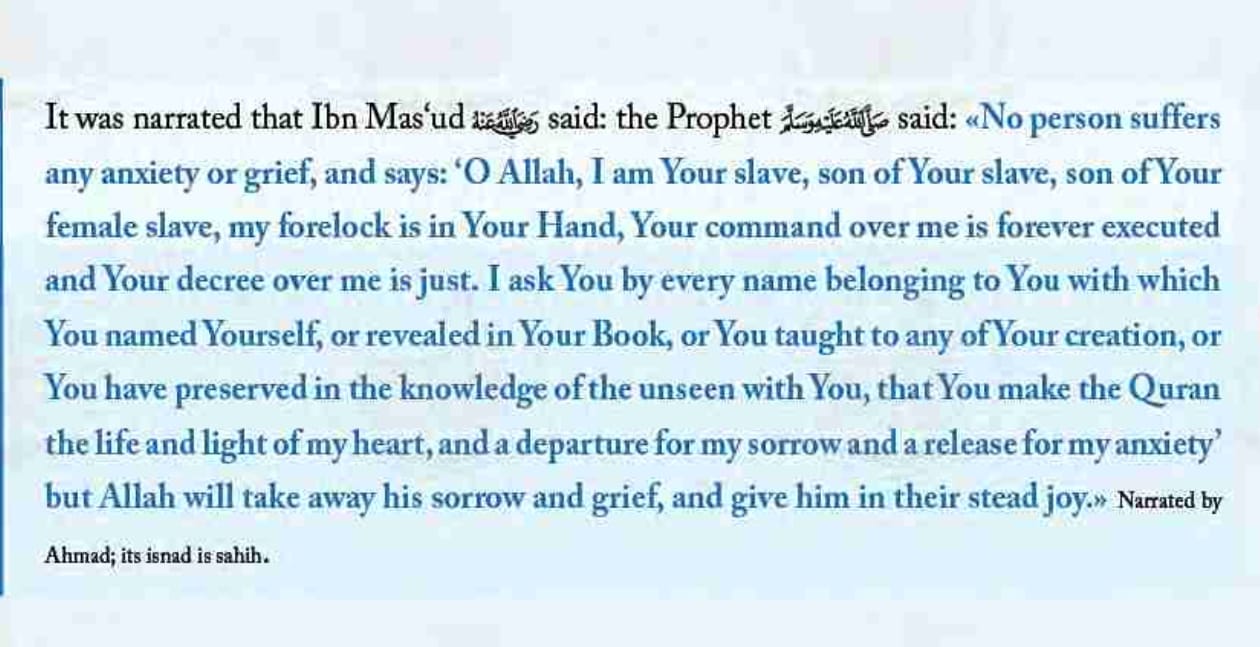 It was narrated that Ibn Mas‘ud رَضِيَ اللَّهُ عَنْهُ said: the Prophet صَلَّى اللَّهُ عَلَيْهِ وَسَلَّمَ said: «No person suffers
any anxiety or grief, and says: ‘O Allah, I am Your slave, son of Your slave, son of Your
female slave, my forelock is in Your Hand, Your command over me is forever executed
and Your decree over me is just. I ask You by every name belonging to You with which
You named Yourself, or revealed in Your Book, or You taught to any of Your creation, or
You have preserved in the knowledge of the unseen with You, that You make the Quran
the life and light of my heart, and a departure for my sorrow and a release for my anxiety’
but Allah will take away his sorrow and grief, and give him in their stead joy.» Narrated by
Ahmad; its isnad is sahih.